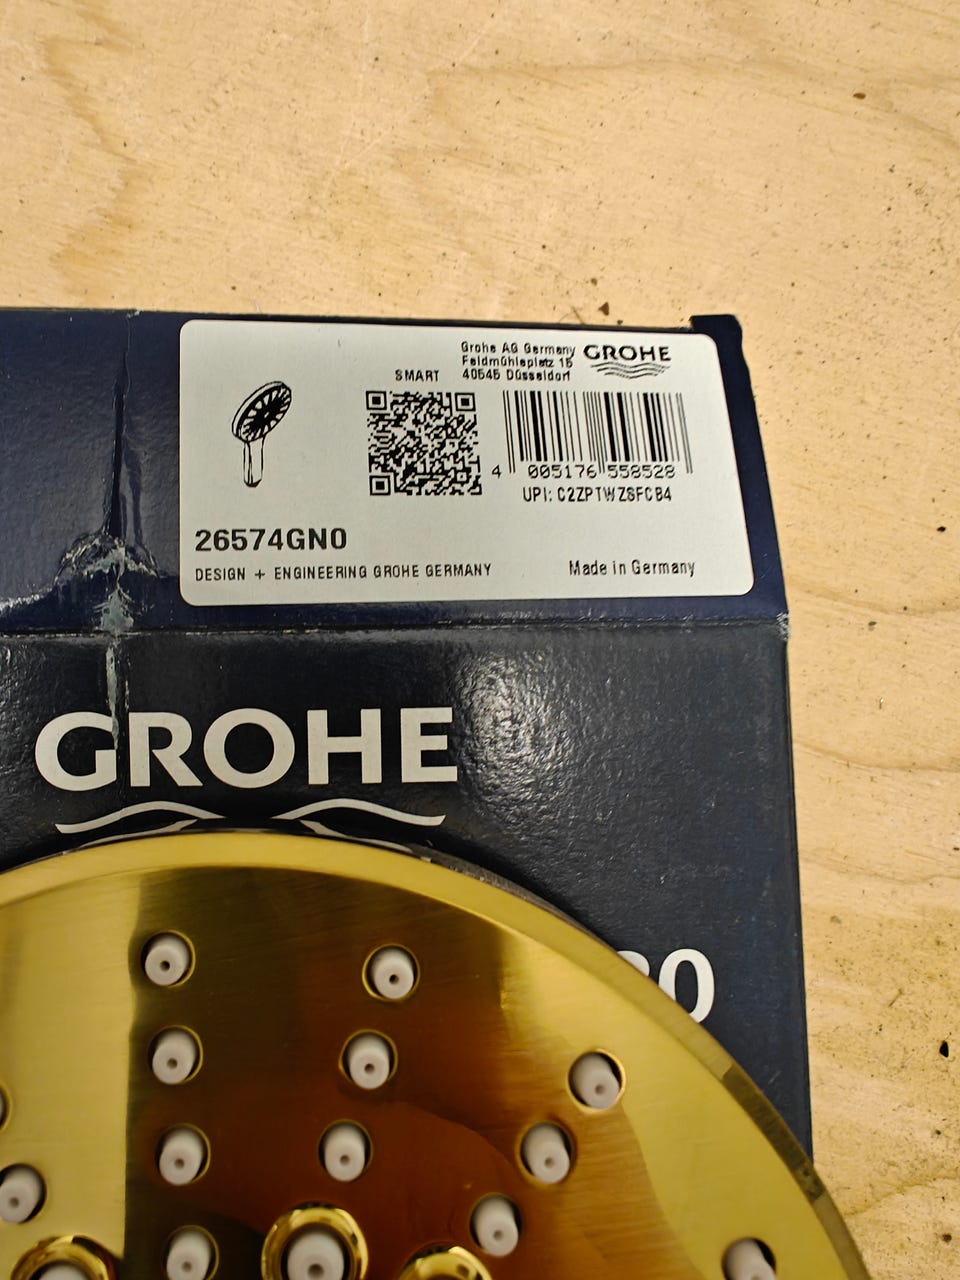 Grohe AG Germany
Feldmühleplatz 15
40545 Düsseldorf
GROHE
SMART
4 005176 558528
UPI: C2ZPTWZSFCB4
26574GN0
DESIGN + ENGINEERING GROHE GERMANY
Made in Germany
GROHE